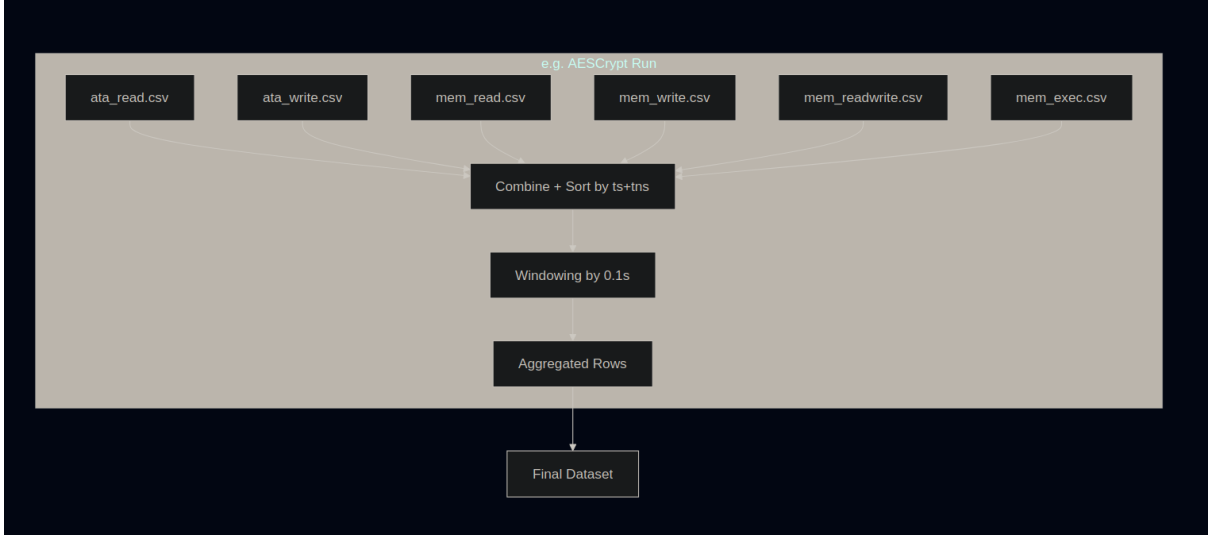 e.g. AESCrypt Run
ata_read.csv
ata_write.csv
mem_read.csv
mem_write.csv
mem_readwrite.csv
mem_exec.csv
Combine + Sort by ts+tns
Windowing by 0.1s
Aggregated Rows
Final Dataset